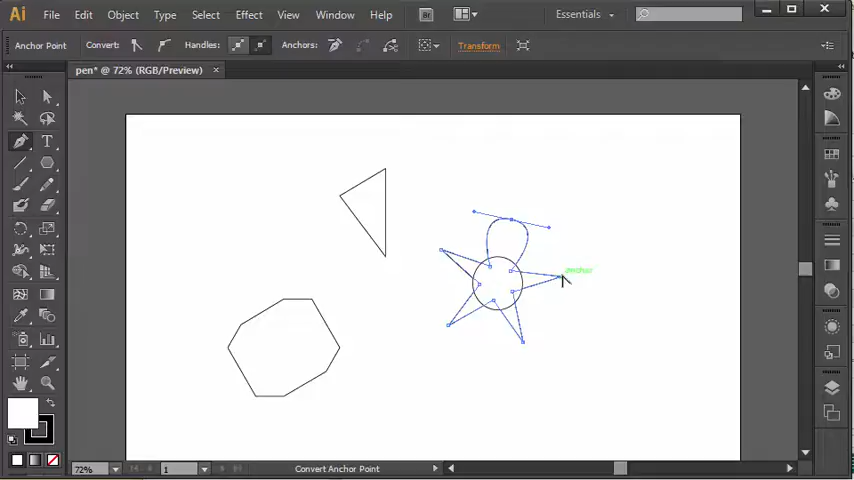 Ai File Edit Object Type Select Effect View Window Help Br Essentials
Anchor Point Convert: Handles: Anchors: Transform
pen* @ 72% (RGB/Preview) ×
T
anchor
72% 1 Convert Anchor Point